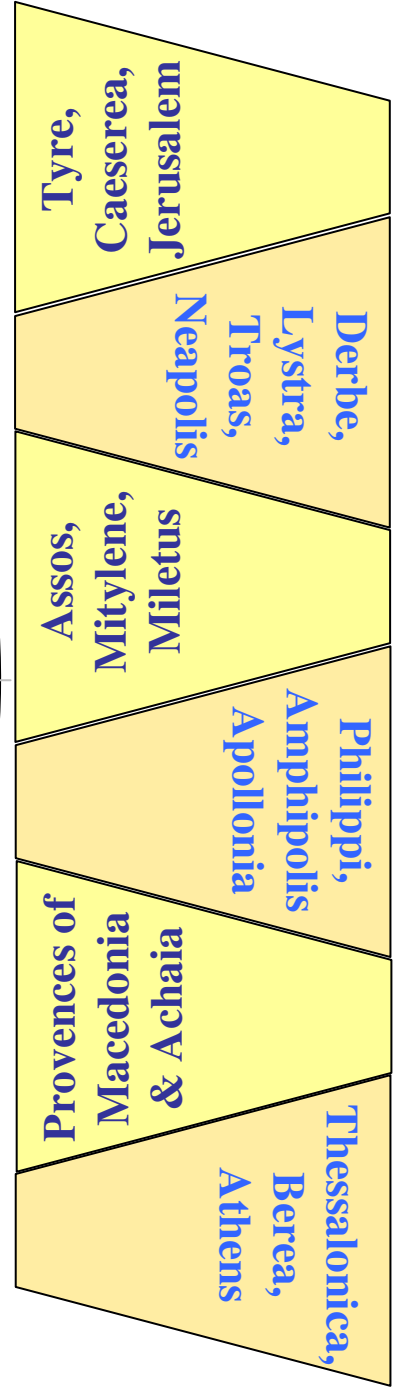 Tyre,
Caeserea,
Jerusalem
Derbe,
Lystra,
Troas,
Neapolis
Assos,
Mitylene,
Miletus
Philippi,
Amphipolis
Apollonia
Provences of
Macedonia
& Achaia
Thessalonica,
Berea,
Athens